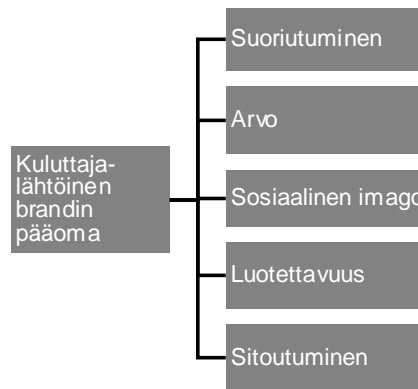 Suoriutuminen
Arvo
Kuluttaja-
lähtöinen
brandin
pääoma
Sosiaalinen imago
Luotettavuus
Sitoutuminen